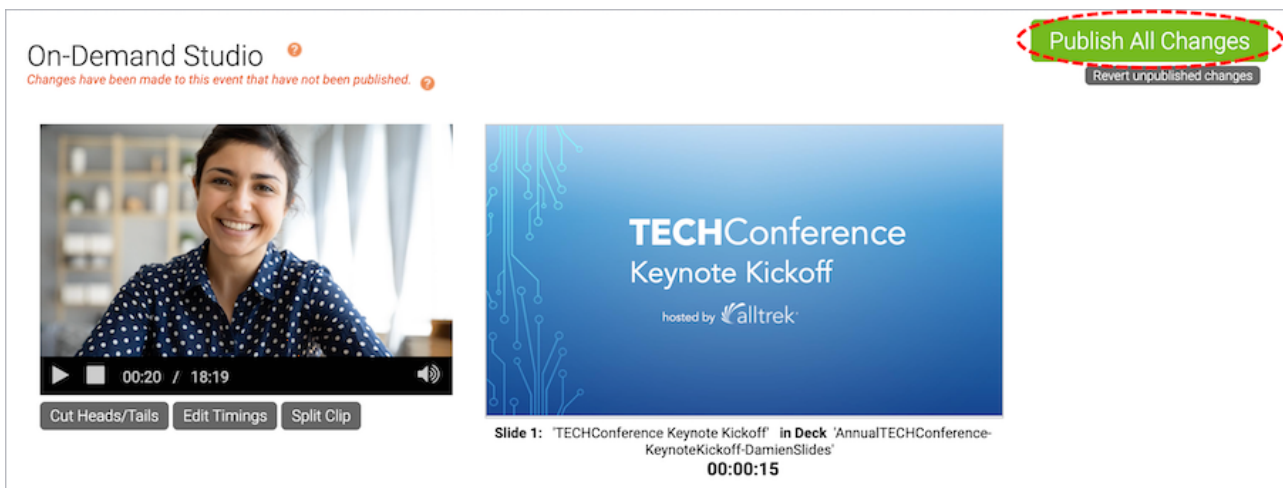 On-Demand Studio ?
Changes have been made to this event that have not been published. ?
Publish All Changes
Revert unpublished changes
TECHConference
Keynote Kickoff
hosted by alltrek
00:20 / 18:19
Cut Heads/Tails Edit Timings Split Clip
Slide 1: 'TECHConference Keynote Kickoff' in Deck 'AnnualTECHConference-
KeynoteKickoff-DamienSlides'
00:00:15